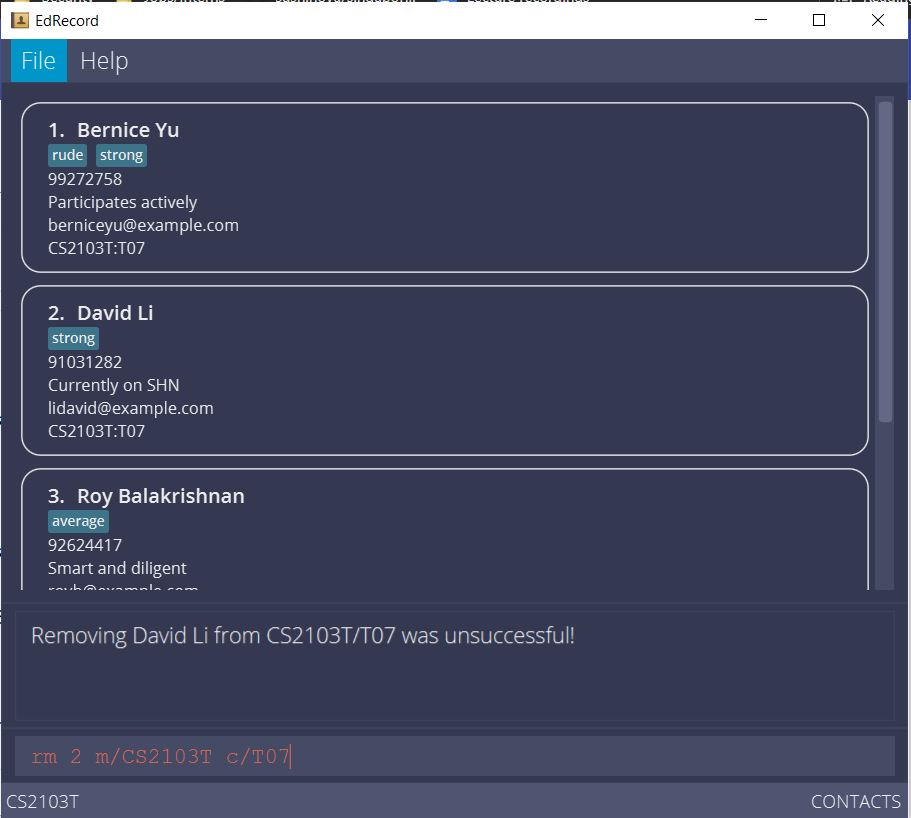 EdRecord
File Help
1. Bernice Yu
rude strong
99272758
Participates actively
berniceyu@example.com
CS2103T:T07
2. David Li
strong
91031282
Currently on SHN
lidavid@example.com
CS2103T:T07
3. Roy Balakrishnan
average
92624417
Smart and diligent
Removing David Li from CS2103T/T07 was unsuccessful!
rm 2 m/CS2103T c/T07
CS2103T CONTACTS